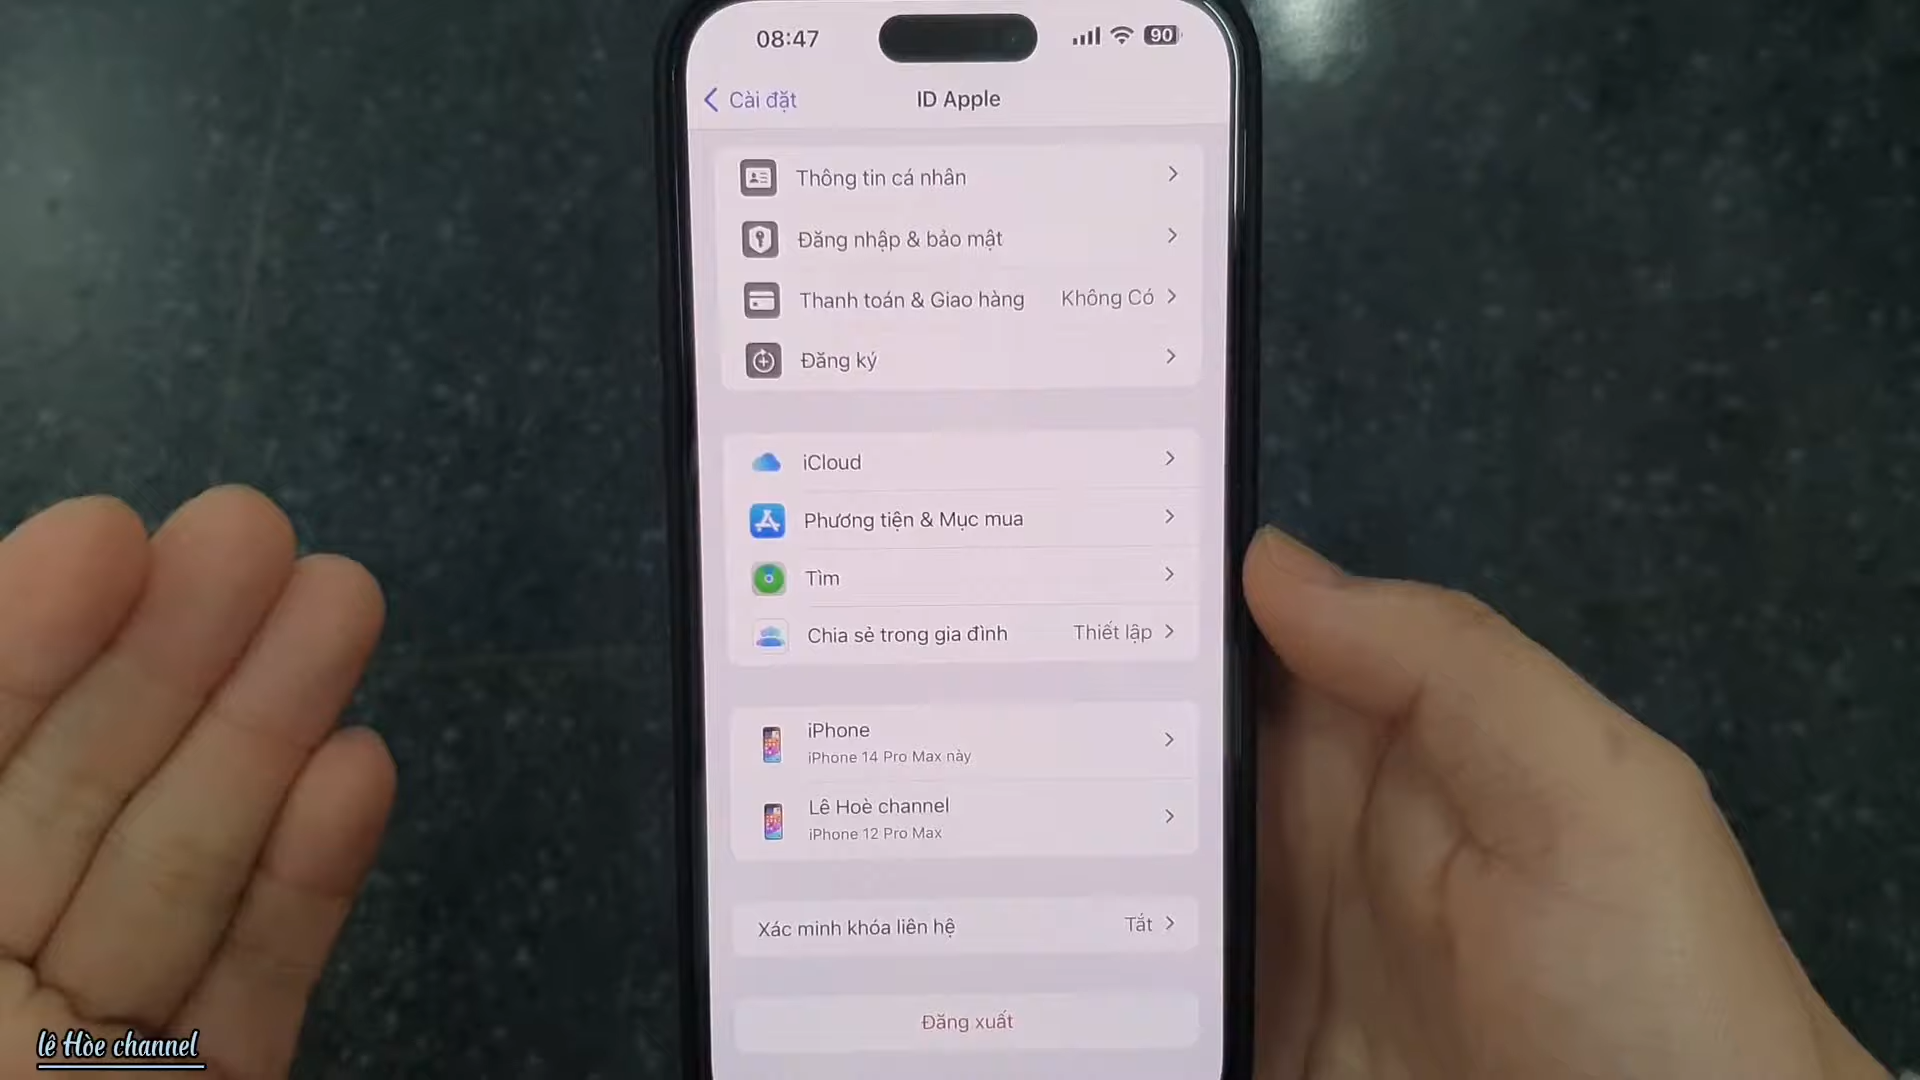 08:47
90
Cài đặt
ID Apple
Thông tin cá nhân
Đăng nhập & bảo mật
Thanh toán & Giao hàng Không Có
Đăng ký
iCloud
Phương tiện & Mục mua
Tìm
Chia sẻ trong gia đình Thiết lập
iPhone
iPhone 14 Pro Max này
Lê Hoè channel
iPhone 12 Pro Max
Xác minh khóa liên hệ Tắt
Đăng xuất
lê Hòe channel